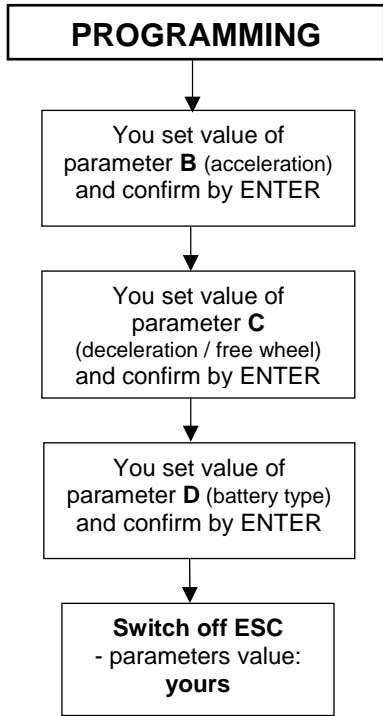 PROGRAMMING
You set value of
parameter B (acceleration)
and confirm by ENTER
You set value of
parameter C
(deceleration / free wheel)
and confirm by ENTER
You set value of
parameter D (battery type)
and confirm by ENTER
Switch off ESC
- parameters value:
yours